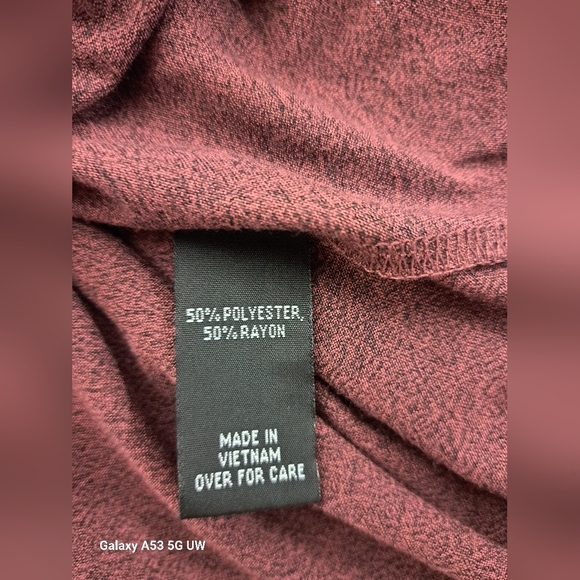 50% POLYESTER,
50% RAYON
MADE IN
VIETNAM
OVER FOR CARE
Galaxy A53 5G UW